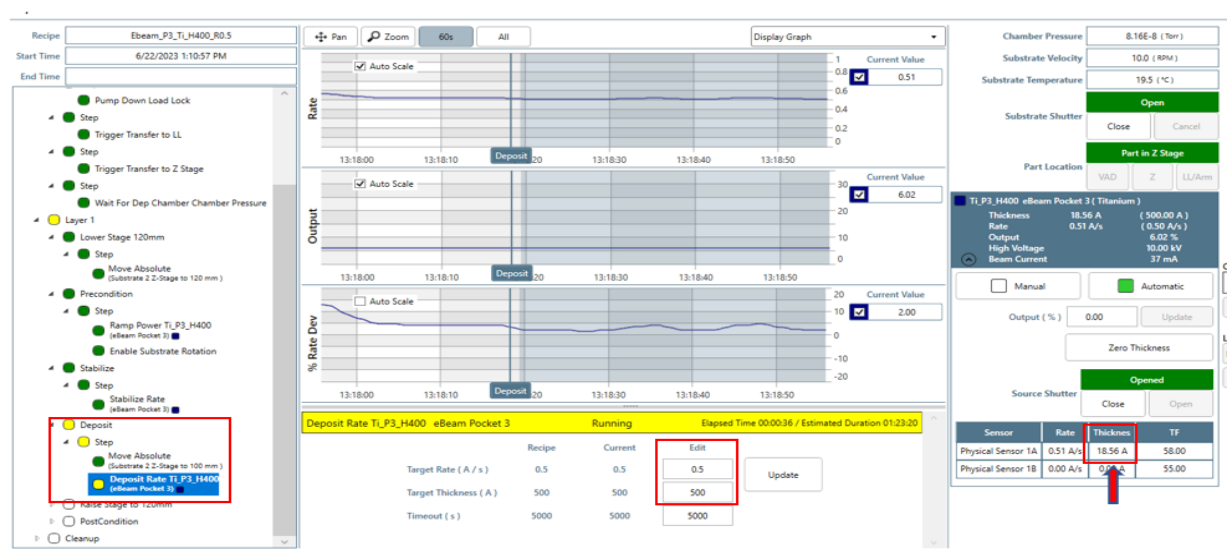 Recipe Ebeam_P3_Ti_H400_R0.5
Start Time 6/22/2023 1:10:57 PM
End Time
Pump Down Load Lock
Step
Trigger Transfer to LL
Step
Trigger Transfer to Z Stage
Step
Wait For Dep Chamber Chamber Pressure
Layer 1
Lower Stage 120mm
Step
Move Absolute
(Substrate 2 Z-Stage to 120 mm )
Precondition
Step
Ramp Power Ti_P3_H400
(eBeam Pocket 3)
Enable Substrate Rotation
Stabilize
Step
Stabilize Rate
(eBeam Pocket 3)
Deposit
Step
Move Absolute
(Substrate 2 Z-Stage to 100 mm )
Deposit Rate Ti_P3_H400
(eBeam Pocket 3)
Raise Stage to 120mm
PostCondition
Cleanup
Pan Zoom 60s All Display Graph
Rate
Auto Scale
1
0.8
0.6
0.4
0.2
0
Current Value
0.51
13:18:00 13:18:10 Deposit 20 13:18:30 13:18:40 13:18:50
Output
Auto Scale
30
20
10
0
Current Value
6.02
13:18:00 13:18:10 Deposit 20 13:18:30 13:18:40 13:18:50
% Rate Dev
Auto Scale
20
10
0
-10
-20
Current Value
2.00
13:18:00 13:18:10 Deposit 20 13:18:30 13:18:40 13:18:50
Deposit Rate Ti_P3_H400 eBeam Pocket 3 Running Elapsed Time 00:00:36 / Estimated Duration 01:23:20
Recipe Current Edit
Target Rate ( A / s ) 0.5 0.5 0.5 Update
Target Thickness ( A ) 500 500 500
Timeout ( s ) 5000 5000 5000
Chamber Pressure 8.16E-8 ( Torr )
Substrate Velocity 10.0 ( RPM )
Substrate Temperature 19.5 ( °C )
Substrate Shutter
Open
Close Cancel
Part Location
Part in Z Stage
VAD Z LL/Arm
Ti_P3_H400 eBeam Pocket 3 ( Titanium )
Thickness 18.56 A ( 500.00 A )
Rate 0.51 A/s ( 0.50 A/s )
Output 6.02 %
High Voltage 10.00 kV
Beam Current 37 mA
Manual Automatic
Output ( % ) 0.00 Update
Zero Thickness
Source Shutter
Opened
Close Open
Sensor Rate Thicknes TF
Physical Sensor 1A 0.51 A/s 18.56 A 58.00
Physical Sensor 1B 0.00 A/s 0.00 A 55.00